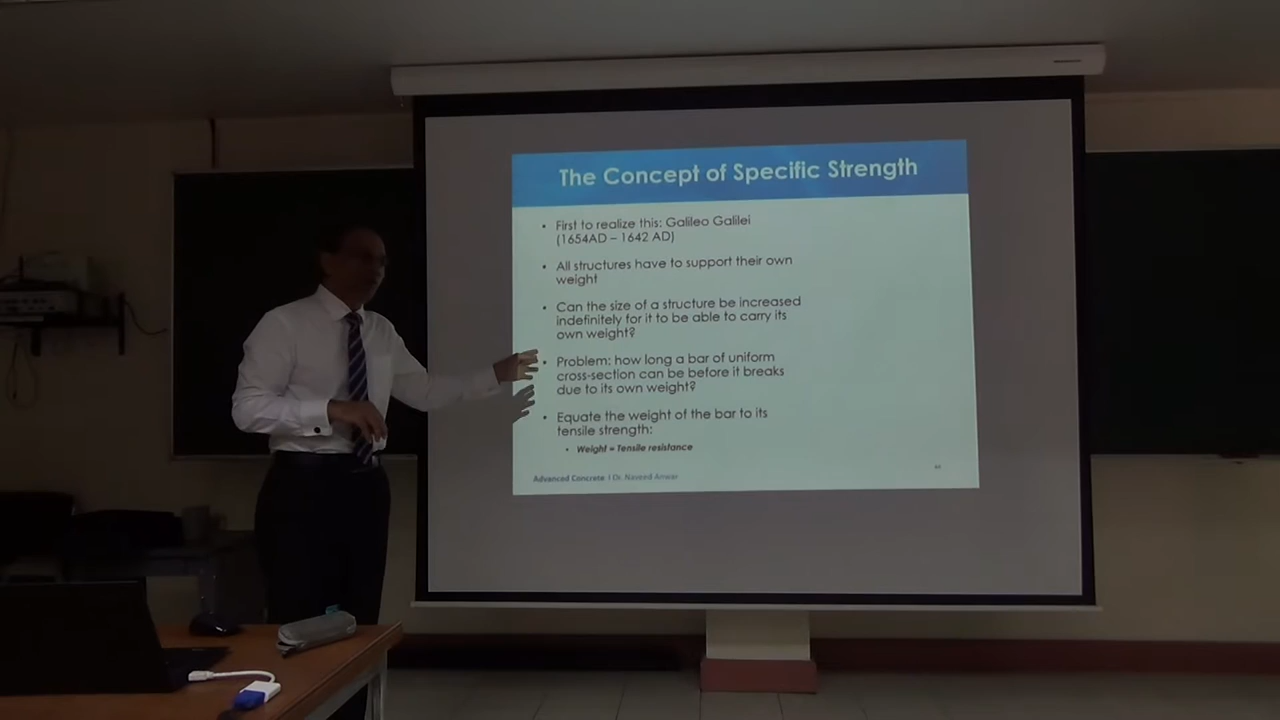 The Concept of Specific Strength
• First to realize this: Galileo Galilei
(1654AD – 1642 AD)
• All structures have to support their own
weight
• Can the size of a structure be increased
indefinitely for it to be able to carry its
own weight?
• Problem: how long a bar of uniform
cross-section can be before it breaks
due to its own weight?
• Equate the weight of the bar to its
tensile strength:
• Weight = Tensile resistance
Advanced Concrete I Dr. Naveed Anwar